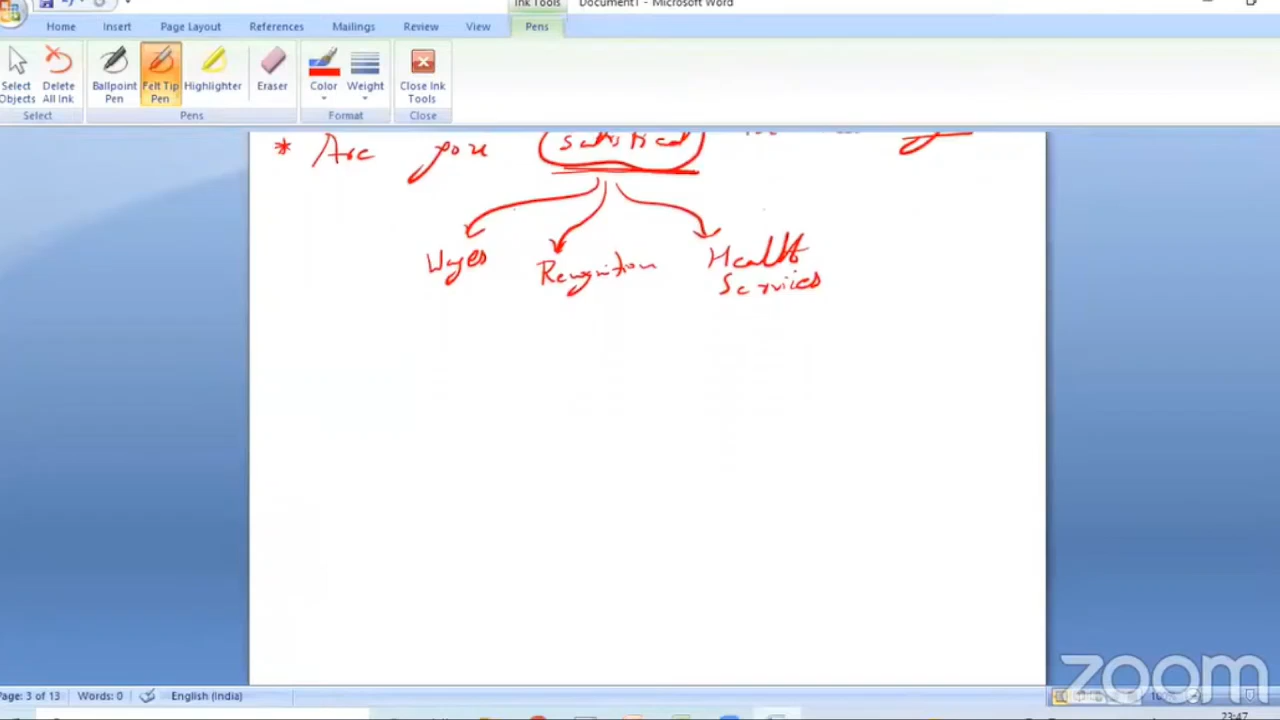 Ink Tools Document1 - Microsoft Word
Home Insert Page Layout References Mailings Review View Pens
Select Objects Delete All Ink Ballpoint Pen Felt Tip Pen Highlighter Eraser Color Weight Close Ink Tools
Select Pens Format Close
* Are you satisfied
Wages Recognition Health Services
zoom
Page: 3 of 13 Words: 0 English (India)
23:47